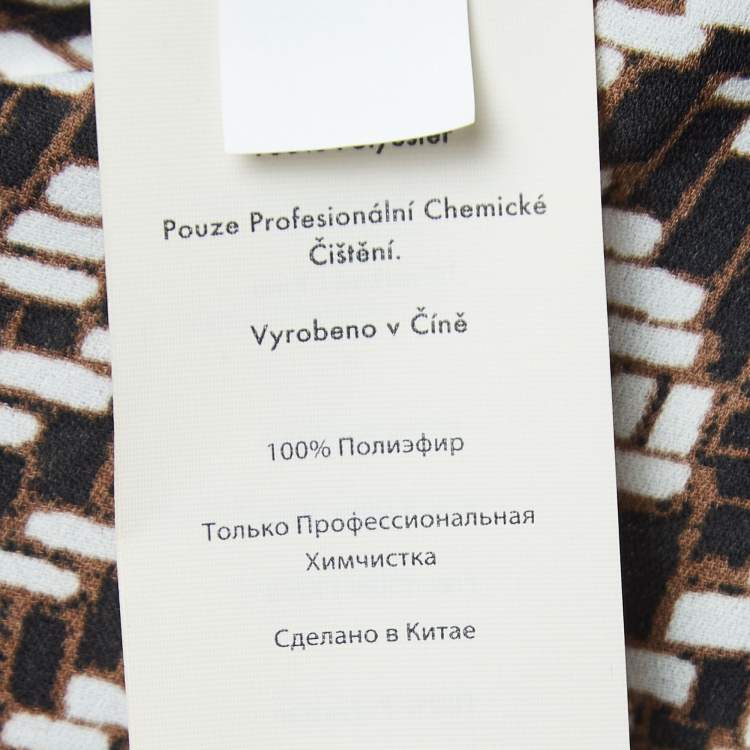 Pouze Profesionální Chemické
Čištění.
Vyrobeno v Číně
100% Полиэфир
Только Профессиональная
Химчистка
Сделано в Китае